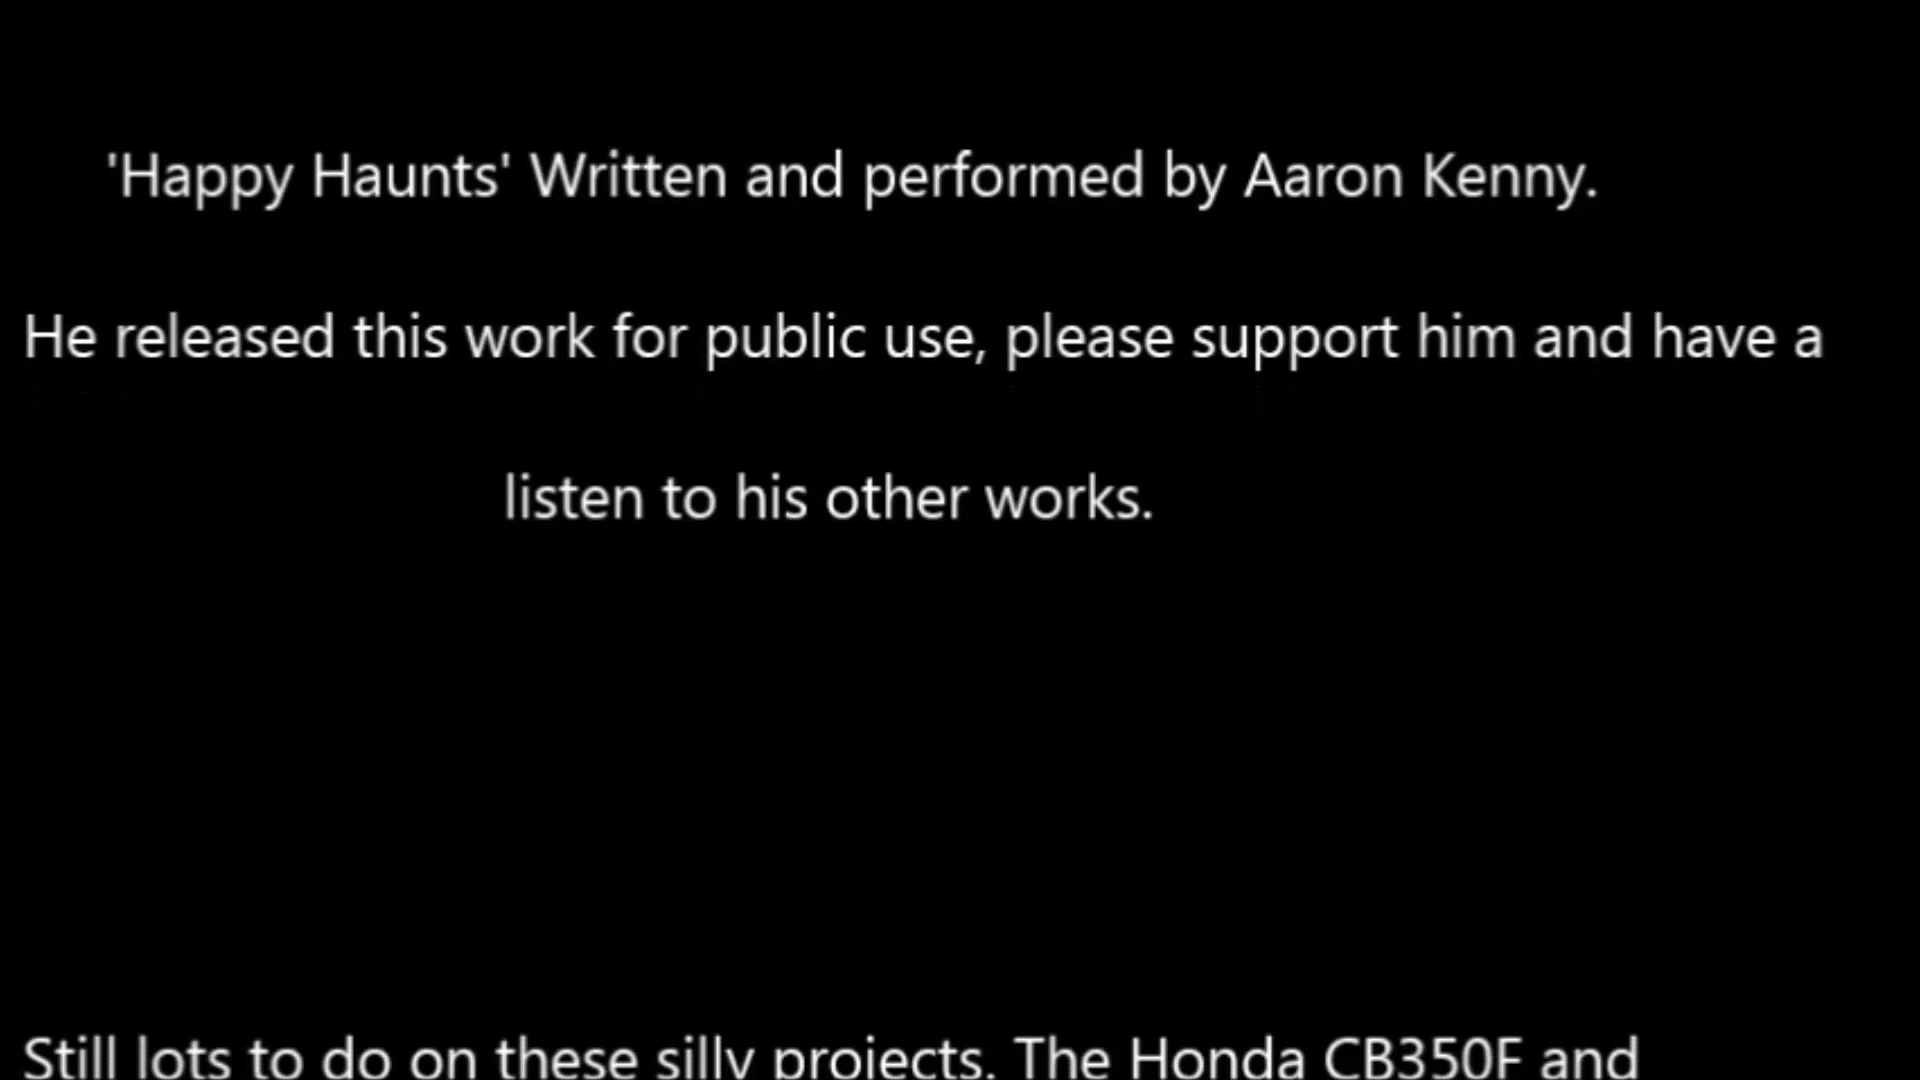 'Happy Haunts' Written and performed by Aaron Kenny.
He released this work for public use, please support him and have a
listen to his other works.
Still lots to do on these silly projects. The Honda CB350F and